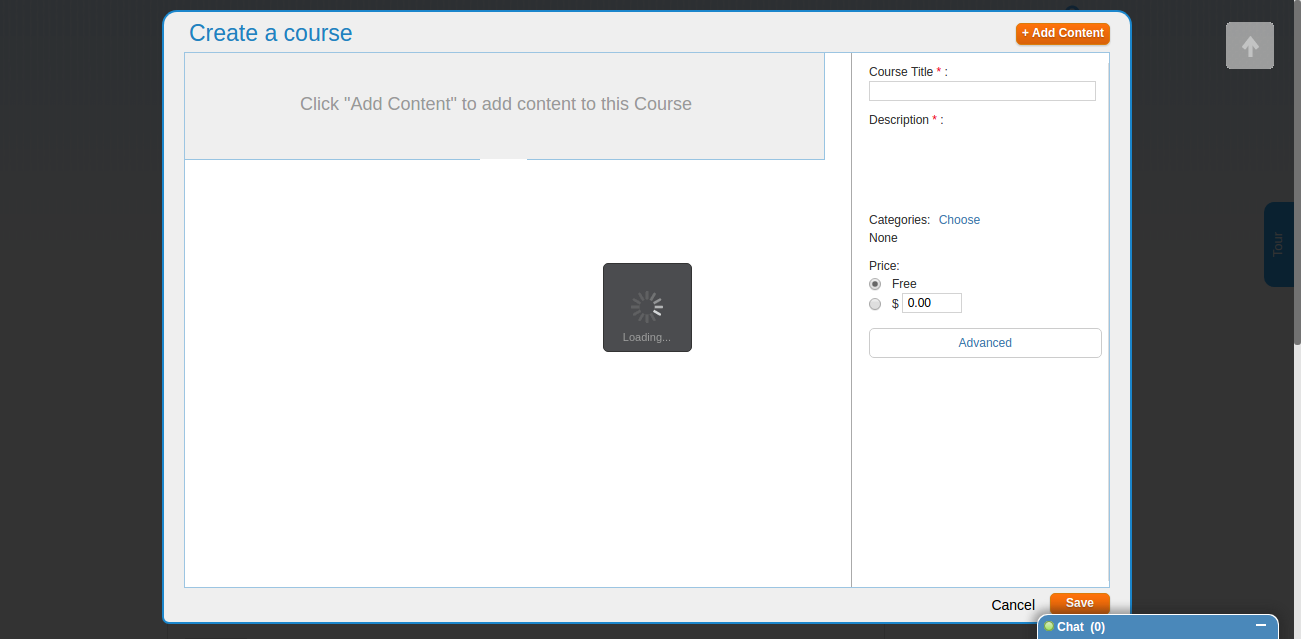 Create a course
+ Add Content
Click "Add Content" to add content to this Course
Course Title * :
Description * :
Categories: Choose
None
Price:
Free
$ 0.00
Advanced
Loading...
Tour
Cancel
Save
Chat (0)